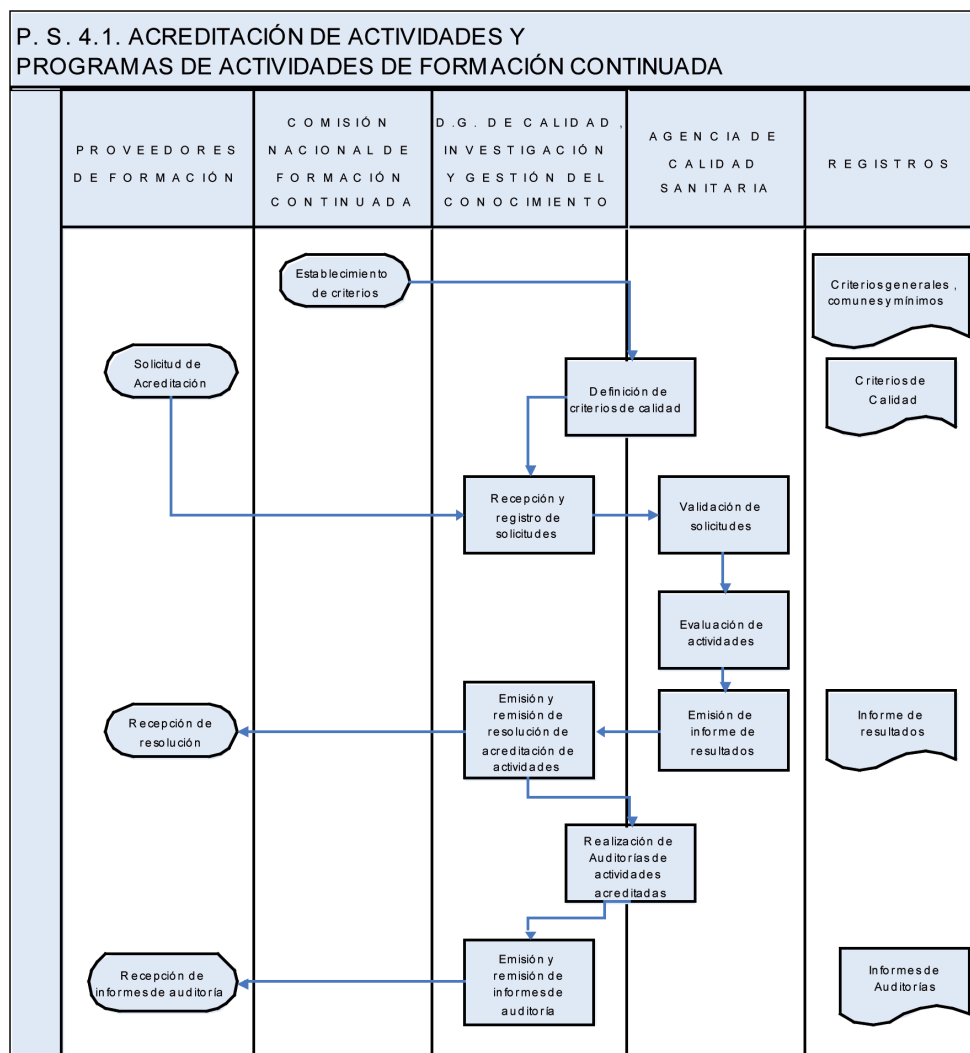 P. S. 4.1. ACREDITACIÓN DE ACTIVIDADES Y
PROGRAMAS DE ACTIVIDADES DE FORMACIÓN CONTINUADA
PROVEEDORES
DE FORMACIÓN
COMISIÓN
NACIONAL DE
FORMACIÓN
CONTINUADA
D.G. DE CALIDAD,
INVESTIGACIÓN
Y GESTIÓN DEL
CONOCIMIENTO
AGENCIA DE
CALIDAD
SANITARIA
REGISTROS
Establecimiento
de criterios
Criterios generales,
comunes y mínimos
Solicitud de
Acreditación
Definición de
criterios de calidad
Criterios de
Calidad
Recepción y
registro de
solicitudes
Validación de
solicitudes
Evaluación de
actividades
Recepción de
resolución
Emisión y
remisión de
resolución de
acreditación de
actividades
Emisión de
informe de
resultados
Informe de
resultados
Realización de
Auditorías de
actividades
acreditadas
Recepción de
informes de auditoría
Emisión y
remisión de
informes de
auditoría
Informes de
Auditorías